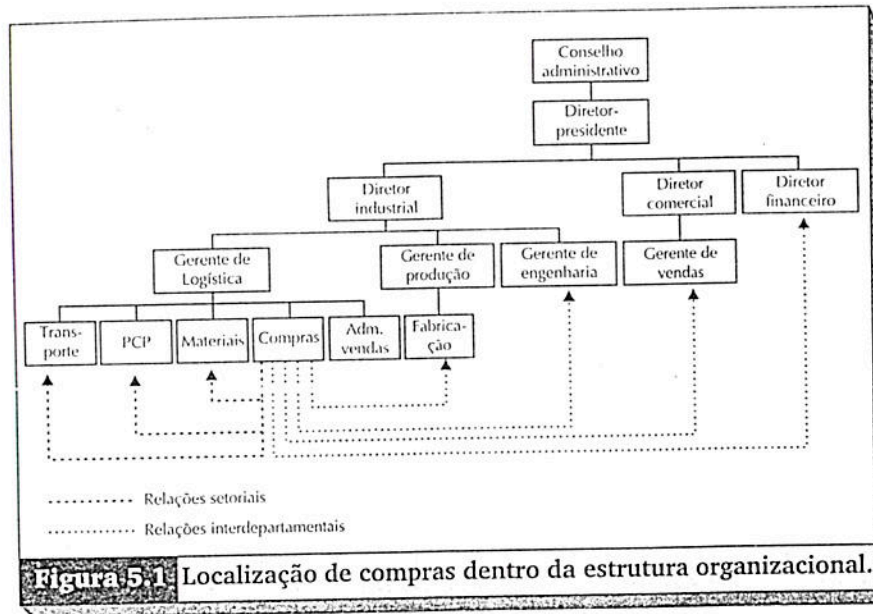 Conselho
administrativo
Diretor-
presidente
Diretor
industrial
Diretor
comercial
Diretor
financeiro
Gerente de
Logística
Gerente de
produção
Gerente de
engenharia
Gerente de
vendas
Trans-
porte
PCP
Materiais
Compras
Adm.
vendas
Fabrica-
ção
Relações setoriais
Relações interdepartamentais
Figura 5.1 Localização de compras dentro da estrutura organizacional.